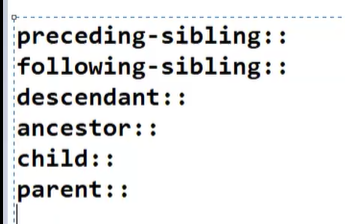 preceding-sibling::
following-sibling::
descendant::
ancestor::
child::
parent::